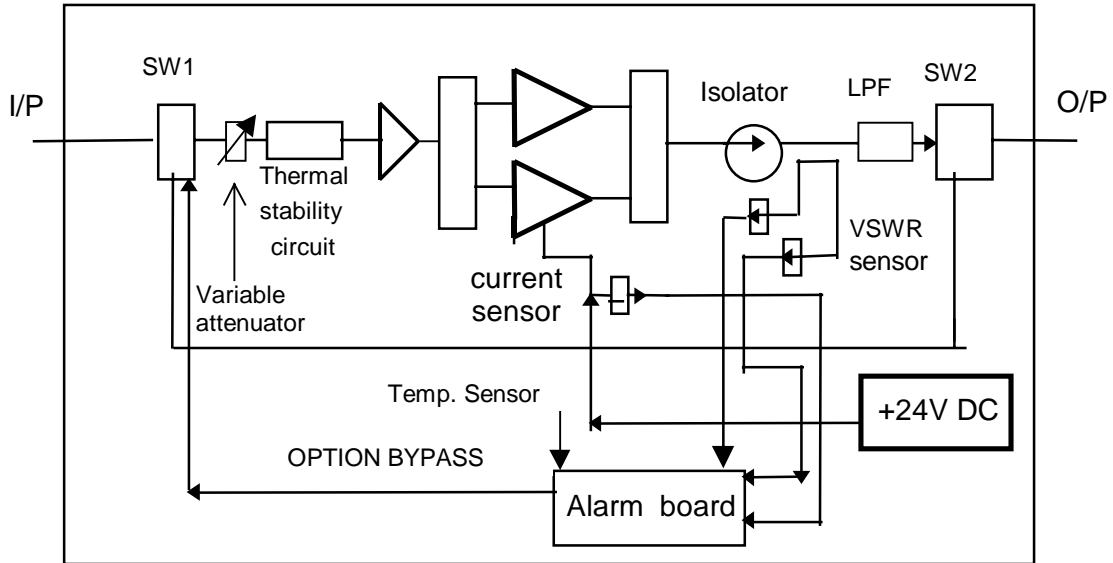 SW1
I/P
Isolator
LPF
SW2
O/P
Thermal
stability
circuit
VSWR
sensor
current
sensor
Variable
attenuator
Temp. Sensor
+24V DC
OPTION BYPASS
Alarm board